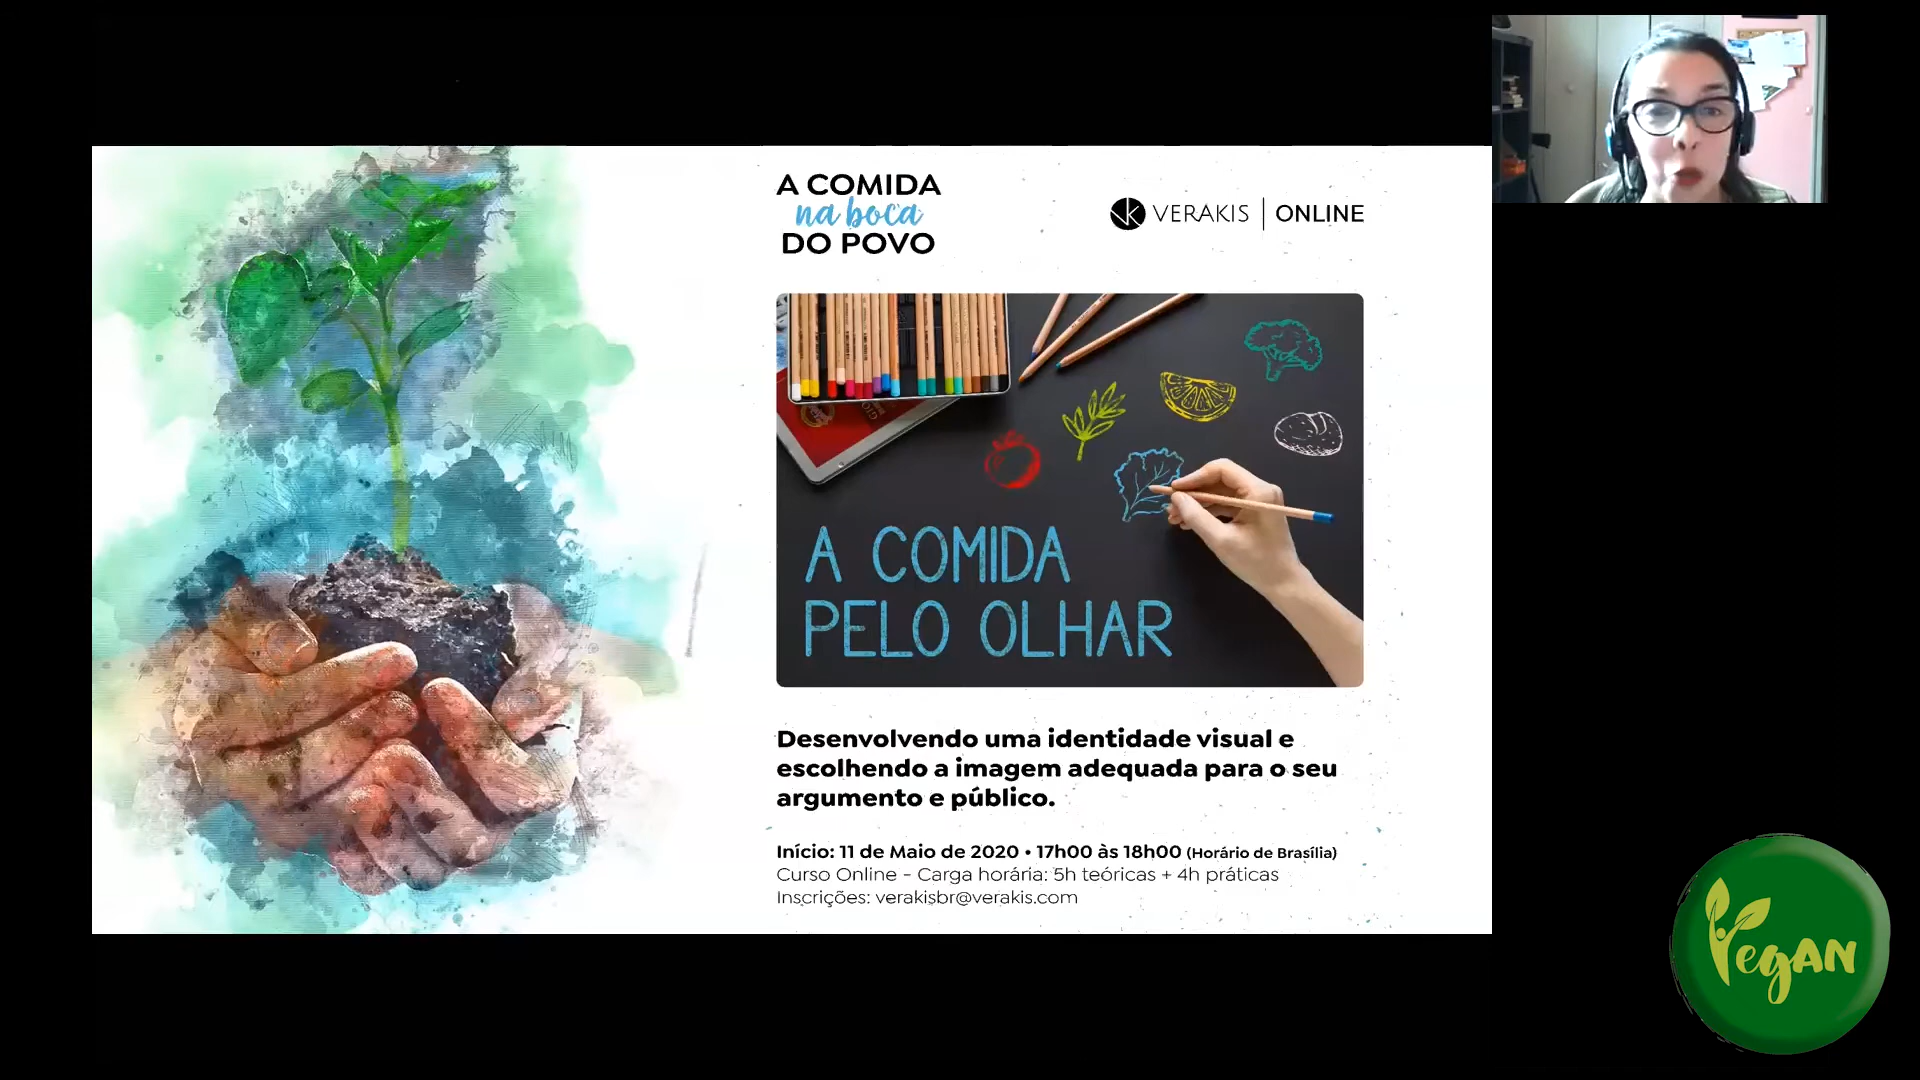 A COMIDA
na boca
DO POVO
VK VERAKIS | ONLINE
A COMIDA
PELO OLHAR
Desenvolvendo uma identidade visual e
escolhendo a imagem adequada para o seu
argumento e público.
Início: 11 de Maio de 2020 • 17h00 às 18h00 (Horário de Brasília)
Curso Online - Carga horária: 5h teóricas + 4h práticas
Inscrições: verakisbr@verakis.com
VegAN